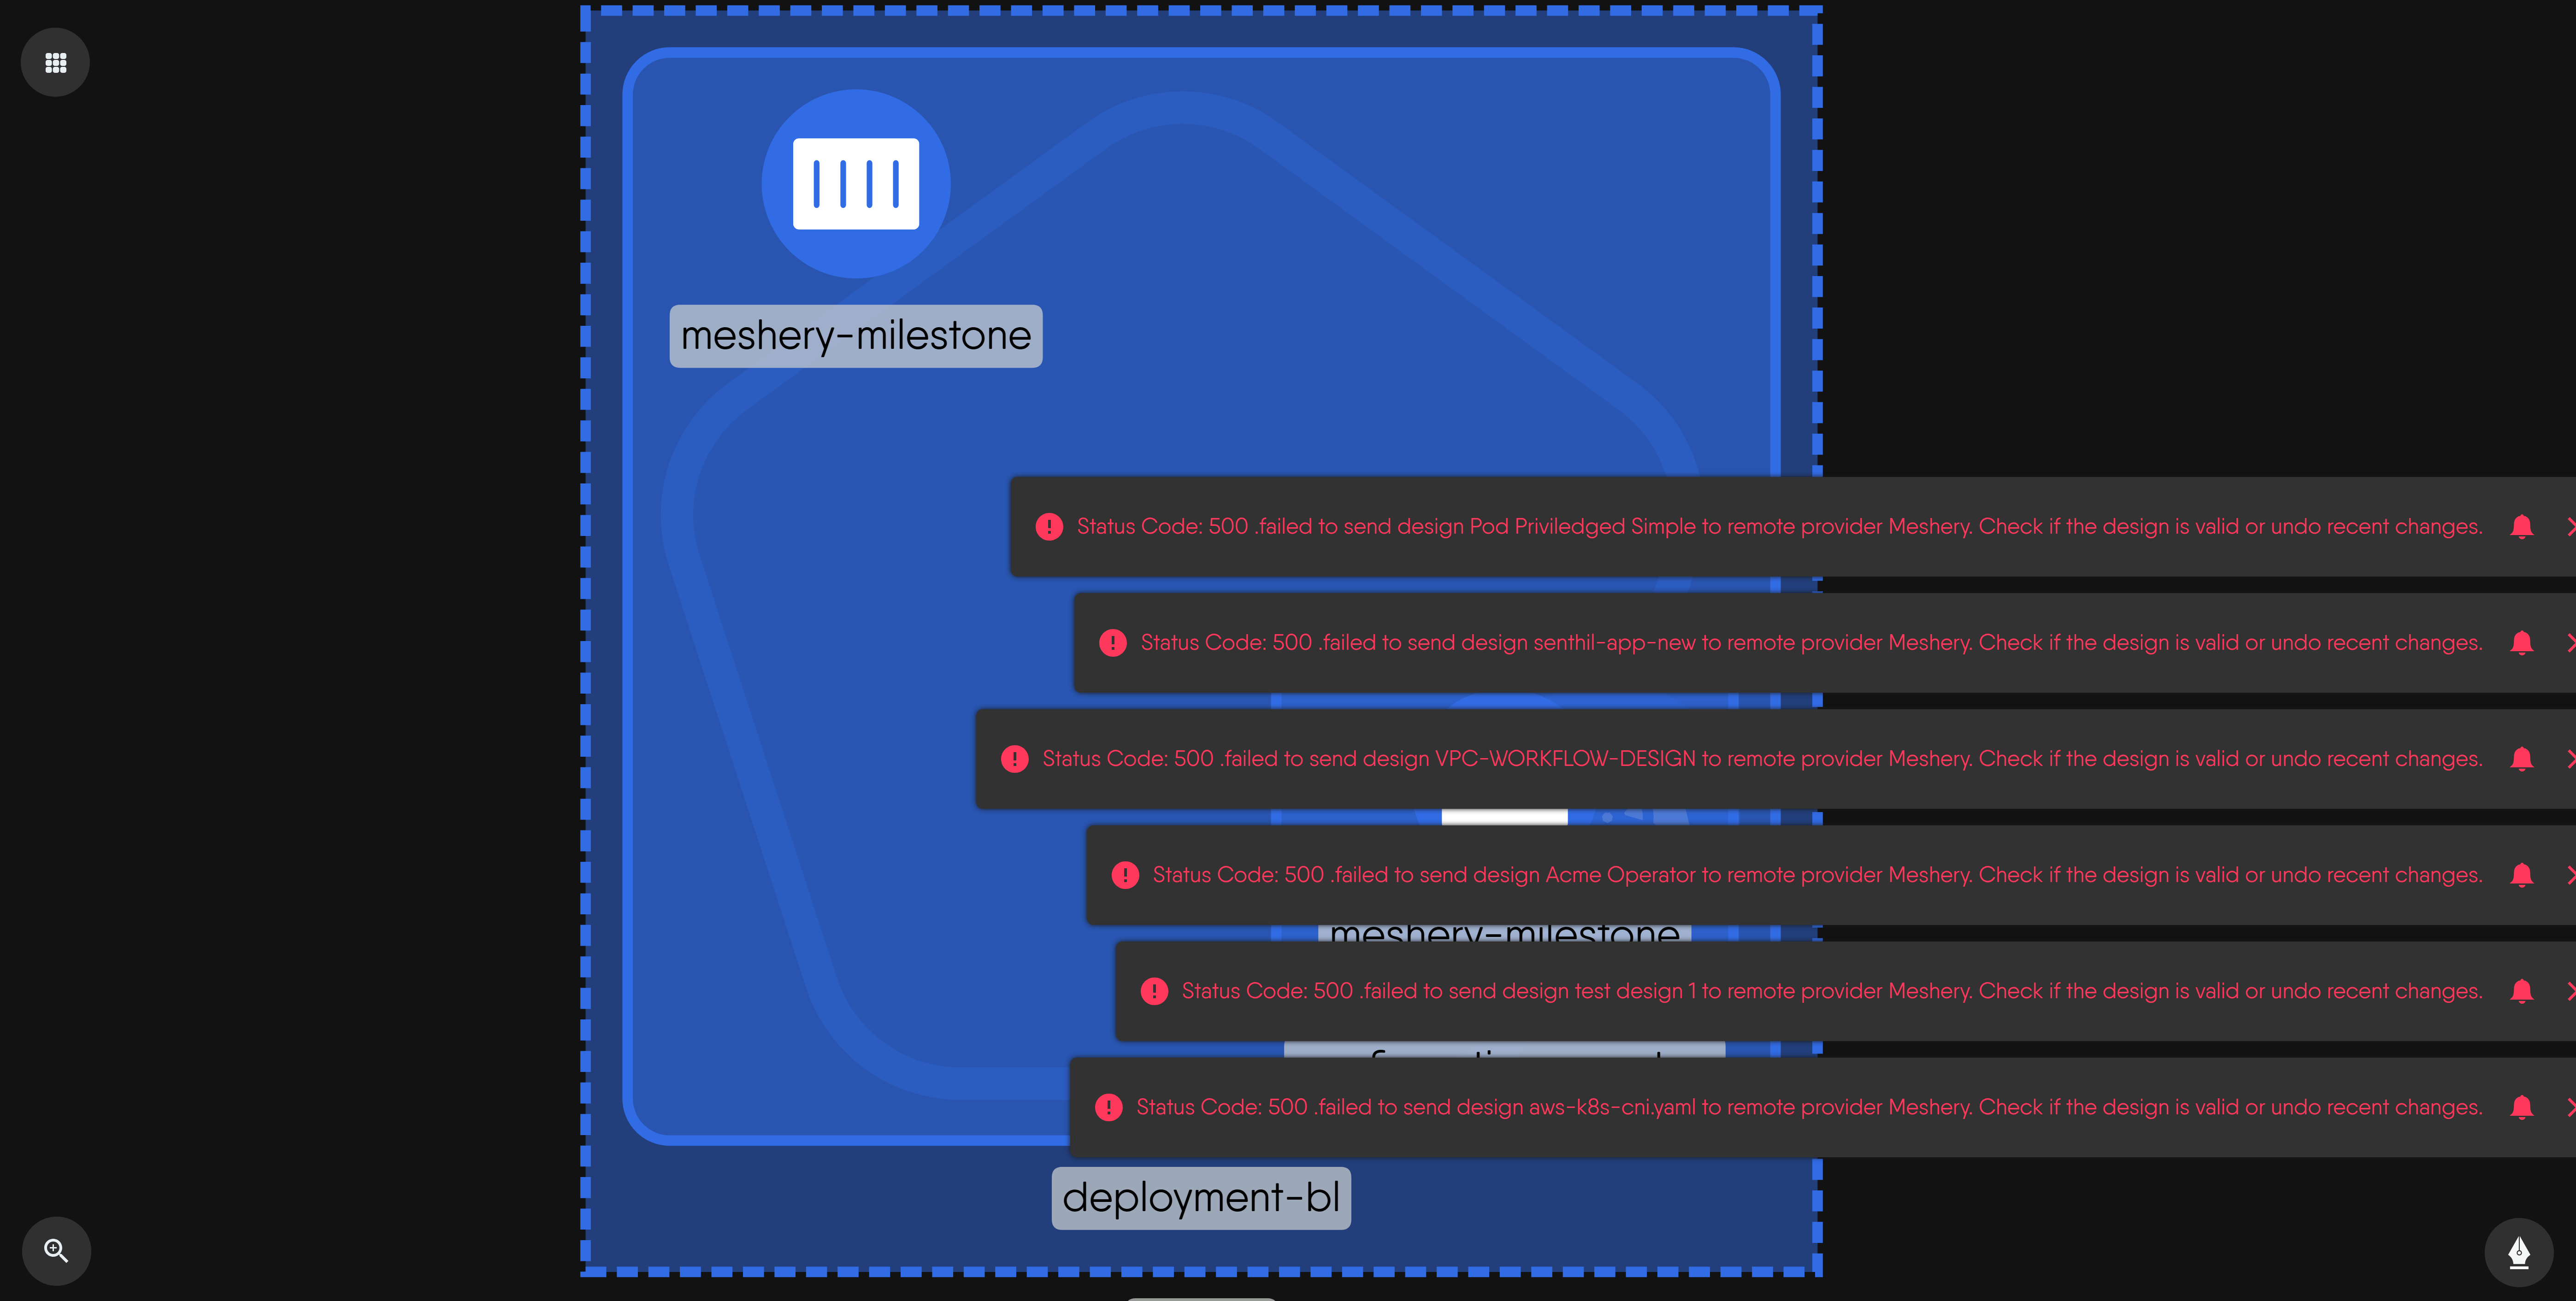 meshery-milestone
Status Code: 500 .failed to send design Pod Priviledged Simple to remote provider Meshery. Check if the design is valid or undo recent changes.
Status Code: 500 .failed to send design senthil-app-new to remote provider Meshery. Check if the design is valid or undo recent changes.
Status Code: 500 .failed to send design VPC-WORKFLOW-DESIGN to remote provider Meshery. Check if the design is valid or undo recent changes.
Status Code: 500 .failed to send design Acme Operator to remote provider Meshery. Check if the design is valid or undo recent changes.
meshery-milestone
Status Code: 500 .failed to send design test design 1 to remote provider Meshery. Check if the design is valid or undo recent changes.
Status Code: 500 .failed to send design aws-k8s-cni.yaml to remote provider Meshery. Check if the design is valid or undo recent changes.
deployment-bl